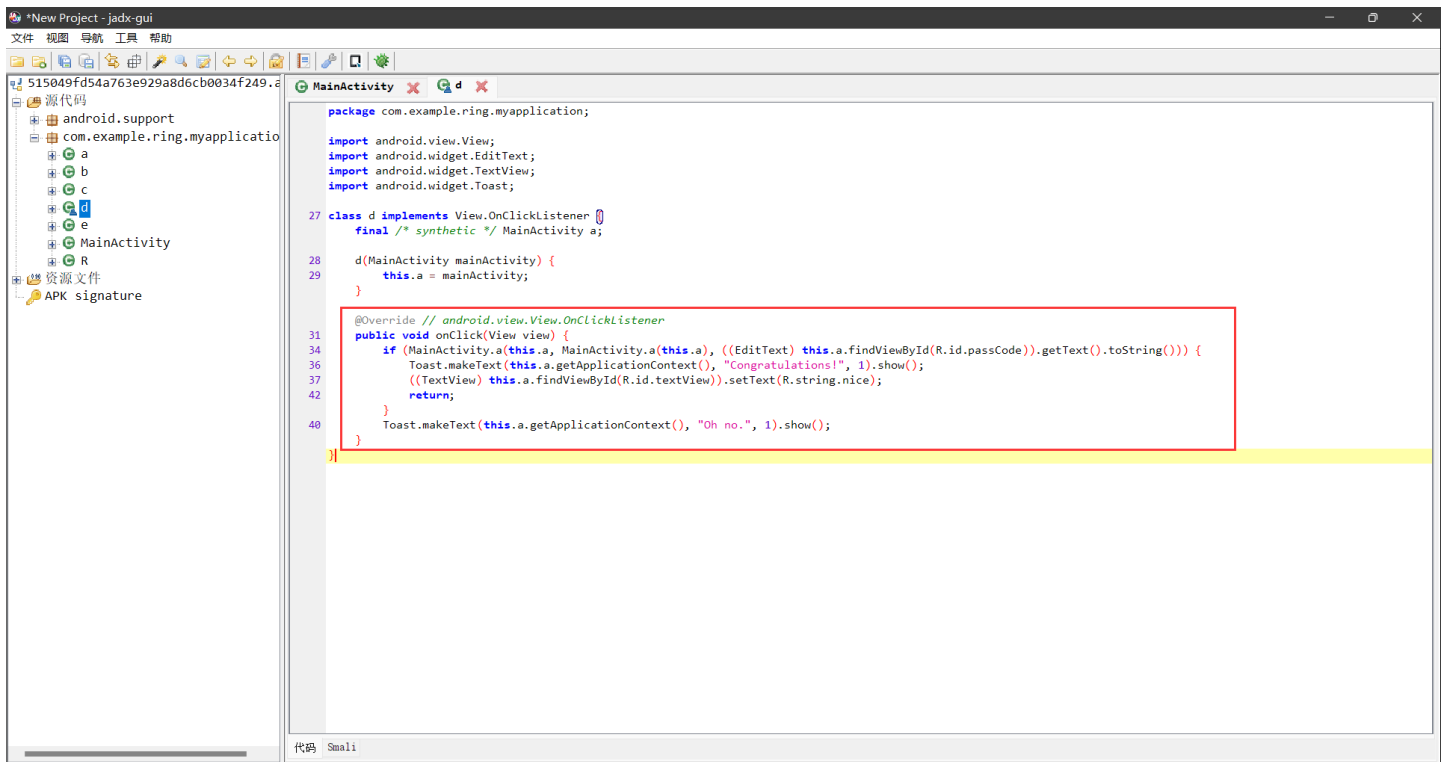 *New Project - jadx-gui
文件 视图 导航 工具 帮助
515049fd54a763e929a8d6cb0034f249.a
源代码
android.support
com.example.ring.myapplicatio
a
b
c
d
e
MainActivity
R
资源文件
APK signature
MainActivity d
package com.example.ring.myapplication;
import android.view.View;
import android.widget.EditText;
import android.widget.TextView;
import android.widget.Toast;
27 class d implements View.OnClickListener {
final /* synthetic */ MainActivity a;
28 d(MainActivity mainActivity) {
29 this.a = mainActivity;
}
@Override // android.view.View.OnClickListener
31 public void onClick(View view) {
34 if (MainActivity.a(this.a, MainActivity.a(this.a), ((EditText) this.a.findViewById(R.id.passCode)).getText().toString())) {
36 Toast.makeText(this.a.getApplicationContext(), "Congratulations!", 1).show();
37 ((TextView) this.a.findViewById(R.id.textView)).setText(R.string.nice);
42 return;
}
40 Toast.makeText(this.a.getApplicationContext(), "Oh no.", 1).show();
}
}
代码 Smali